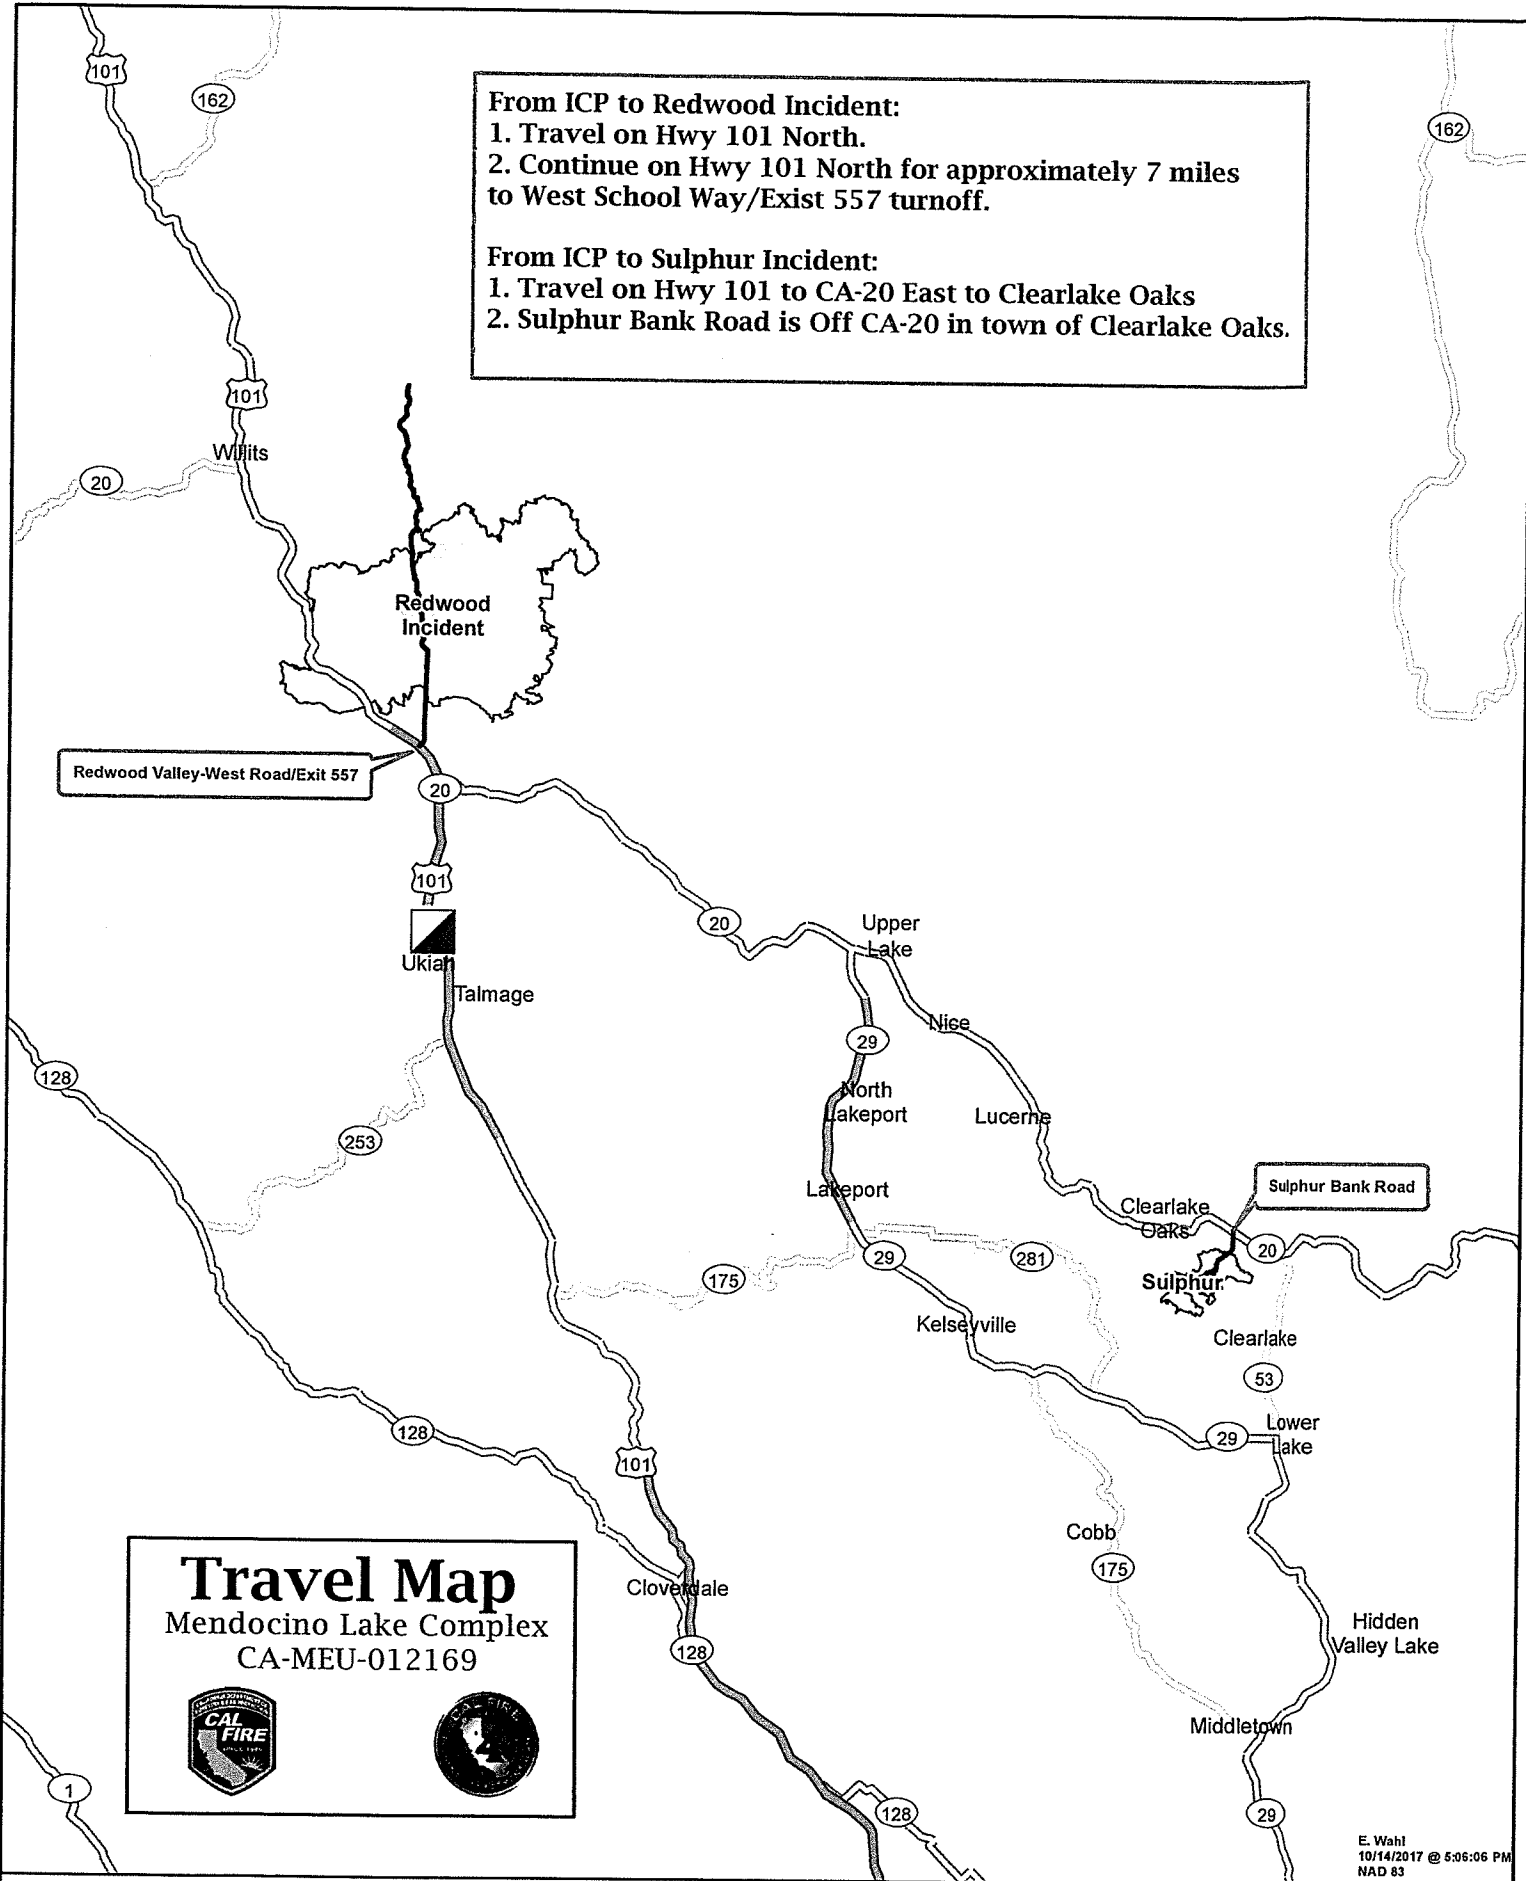 101
162
From ICP to Redwood Incident:
1. Travel on Hwy 101 North.
2. Continue on Hwy 101 North for approximately 7 miles
to West School Way/Exist 557 turnoff.
From ICP to Sulphur Incident:
1. Travel on Hwy 101 to CA-20 East to Clearlake Oaks
2. Sulphur Bank Road is Off CA-20 in town of Clearlake Oaks.
162
101
Willits
20
Redwood
Incident
Redwood Valley-West Road/Exit 557
20
101
Ukiah
Talmage
20
Upper
Lake
Nice
29
North
Lakeport
Lucerne
128
253
Lakeport
Clearlake
Oaks
Sulphur Bank Road
20
29
281
175
Sulphur
Kelseyville
Clearlake
53
128
101
29
Lower
Lake
Cobb
175
Cloverdale
128
Hidden
Valley Lake
Middletown
Travel Map
Mendocino Lake Complex
CA-MEU-012169
CAL
FIRE
CAL FIRE
4
1
128
29
E. Wahl
10/14/2017 @ 5:06:06 PM
NAD 83